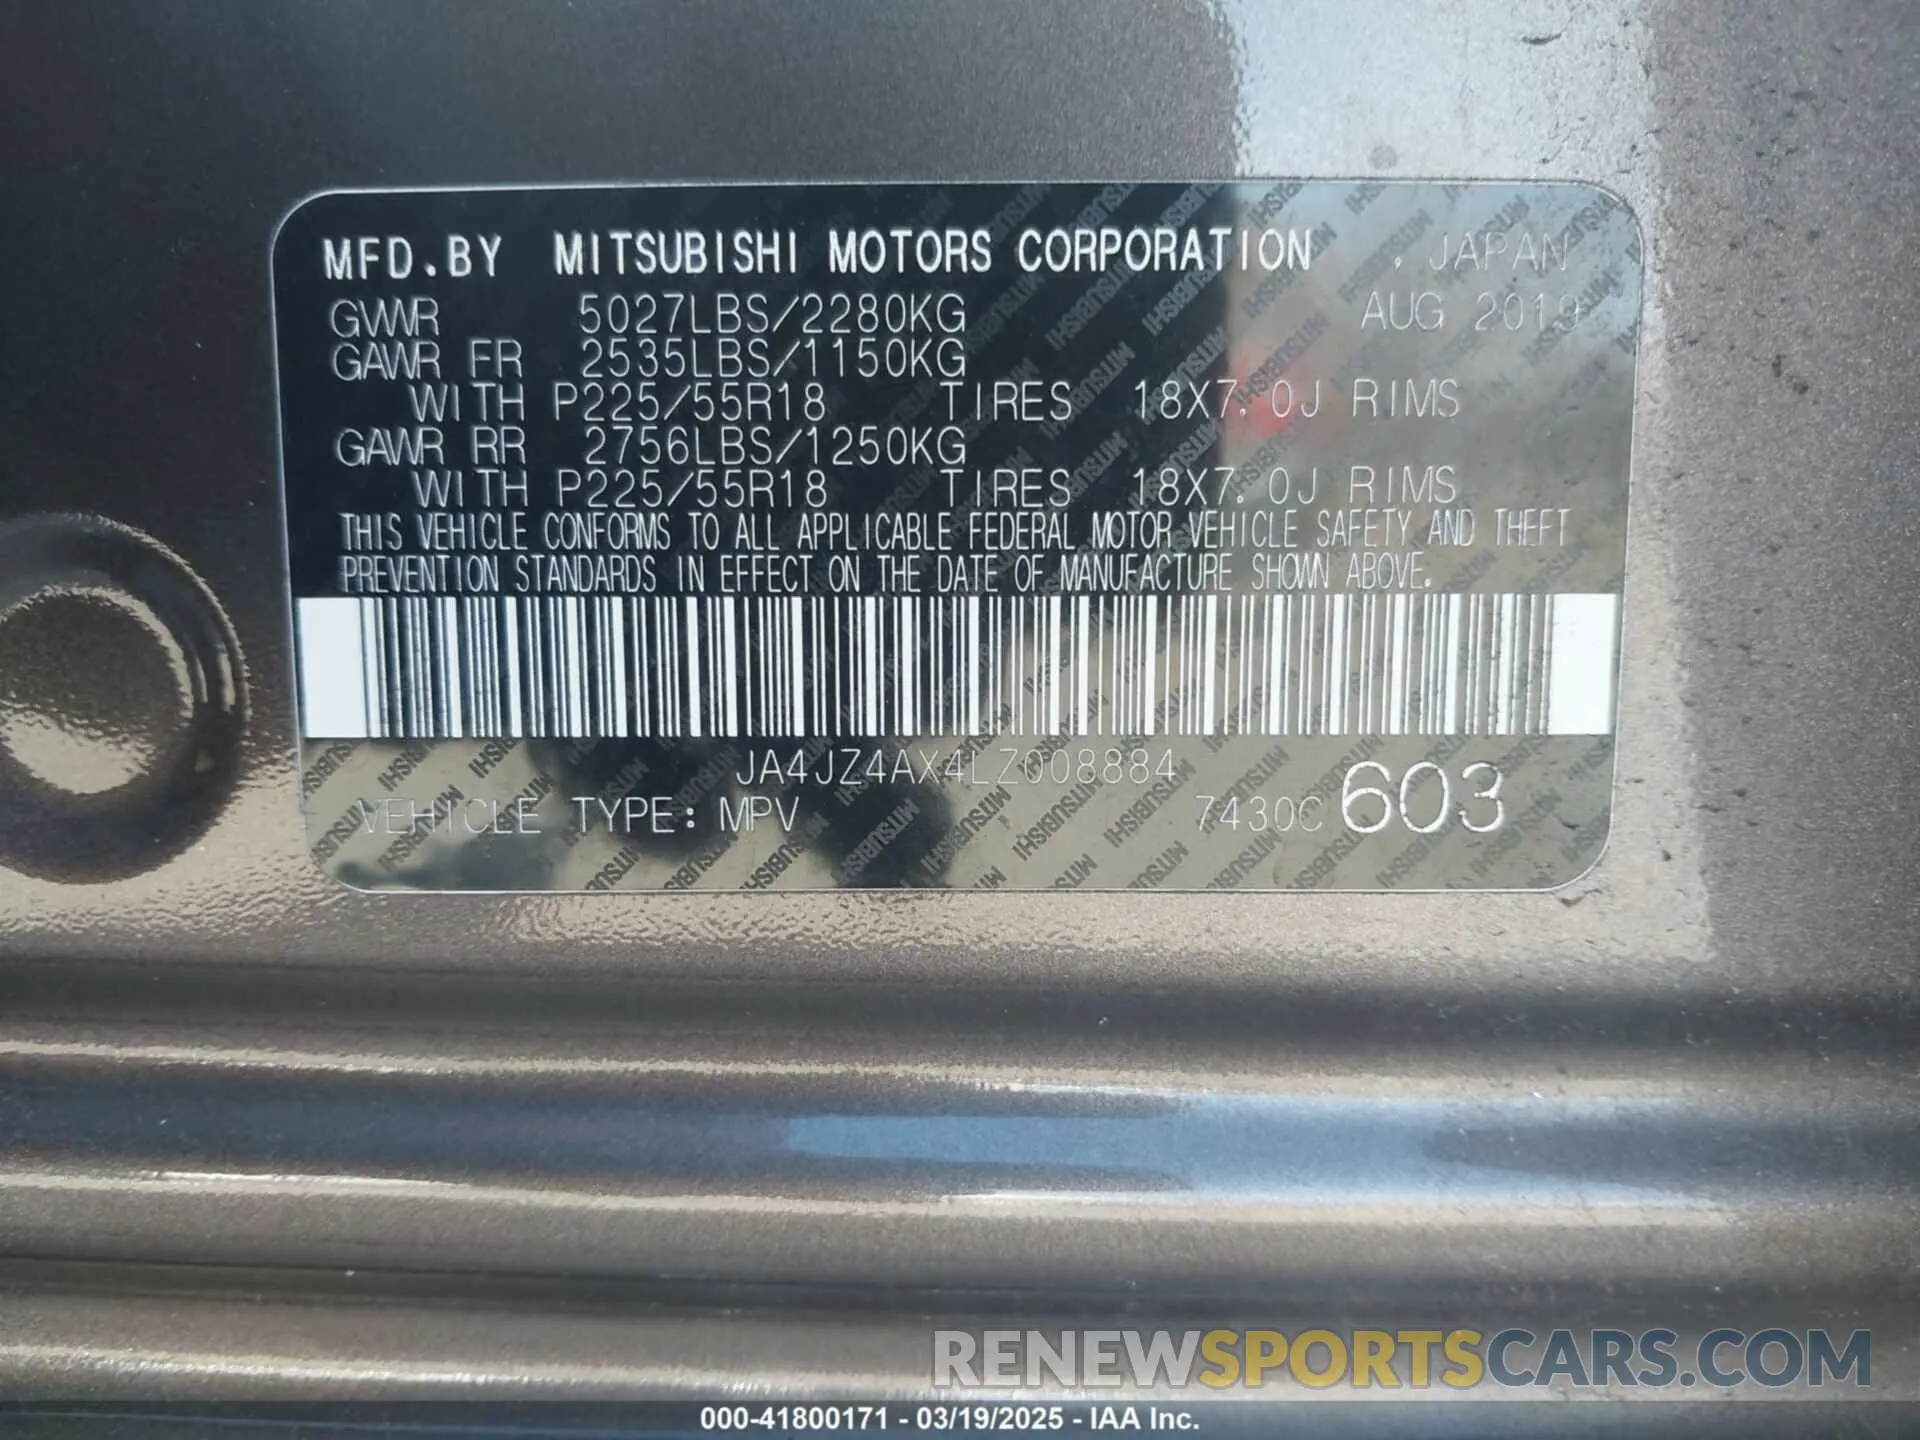 MFD.BY MITSUBISHI MOTORS CORPORATION , JAPAN
GVWR 5027LBS/2280KG AUG 2019
GAWR FR 2535LBS/1150KG
WITH P225/55R18 TIRES 18X7.0J RIMS
GAWR RR 2756LBS/1250KG
WITH P225/55R18 TIRES 18X7.0J RIMS
THIS VEHICLE CONFORMS TO ALL APPLICABLE FEDERAL MOTOR VEHICLE SAFETY AND THEFT
PREVENTION STANDARDS IN EFFECT ON THE DATE OF MANUFACTURE SHOWN ABOVE.
JA4JZ4AX4LZ008884
VEHICLE TYPE: MPV 7430C 603
RENEWSPORTSCARS.COM
000-41800171 - 03/19/2025 - IAA Inc.